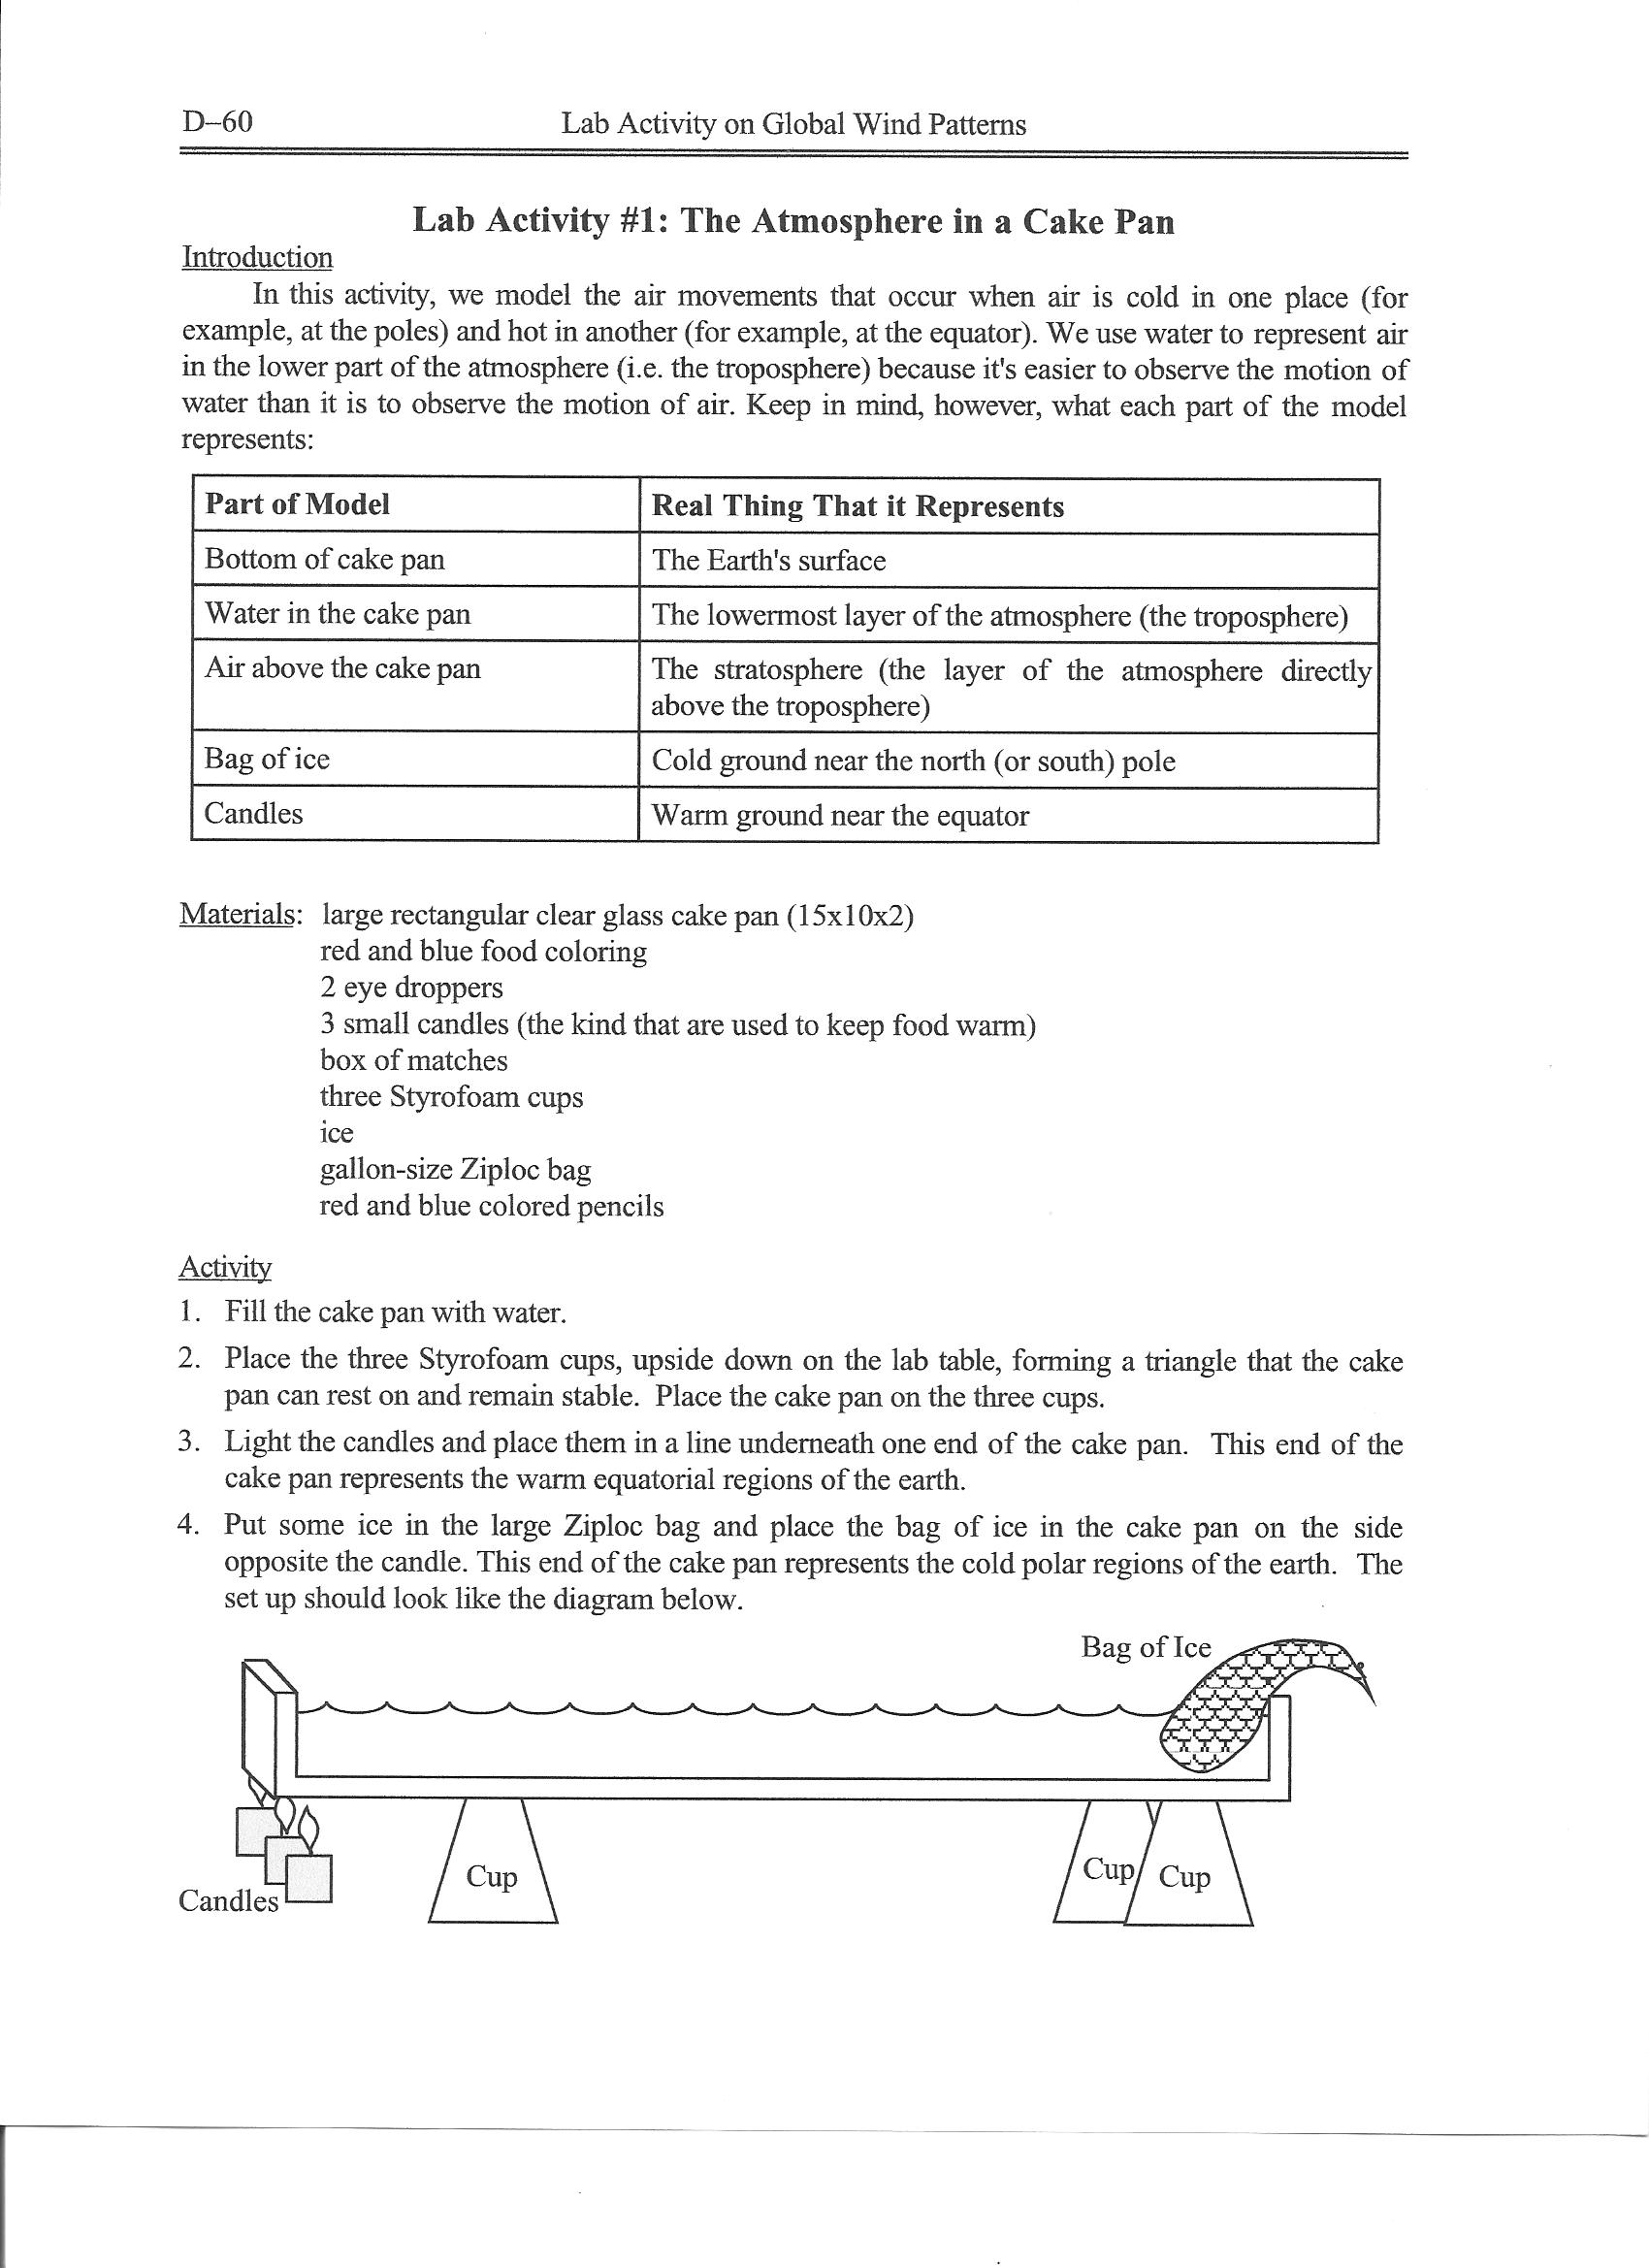 D–60
Lab Activity on Global Wind Patterns
Lab Activity #1: The Atmosphere in a Cake Pan
Introduction
In this activity, we model the air movements that occur when air is cold in one place (for
example, at the poles) and hot in another (for example, at the equator). We use water to represent air
in the lower part of the atmosphere (i.e. the troposphere) because it's easier to observe the motion of
water than it is to observe the motion of air. Keep in mind, however, what each part of the model
represents:
Part of Model
Real Thing That it Represents
Bottom of cake pan
The Earth's surface
Water in the cake pan
The lowermost layer of the atmosphere (the troposphere)
Air above the cake pan
The stratosphere (the layer of the atmosphere directly
above the troposphere)
Bag of ice
Cold ground near the north (or south) pole
Candles
Warm ground near the equator
Materials: large rectangular clear glass cake pan (15x10x2)
red and blue food coloring
2 eye droppers
3 small candles (the kind that are used to keep food warm)
box of matches
three Styrofoam cups
ice
gallon-size Ziploc bag
red and blue colored pencils
Activity
1. Fill the cake pan with water.
2. Place the three Styrofoam cups, upside down on the lab table, forming a triangle that the cake
pan can rest on and remain stable. Place the cake pan on the three cups.
3. Light the candles and place them in a line underneath one end of the cake pan. This end of the
cake pan represents the warm equatorial regions of the earth.
4. Put some ice in the large Ziploc bag and place the bag of ice in the cake pan on the side
opposite the candle. This end of the cake pan represents the cold polar regions of the earth. The
set up should look like the diagram below.
Bag of Ice
Cup
Cup
Cup
Candles